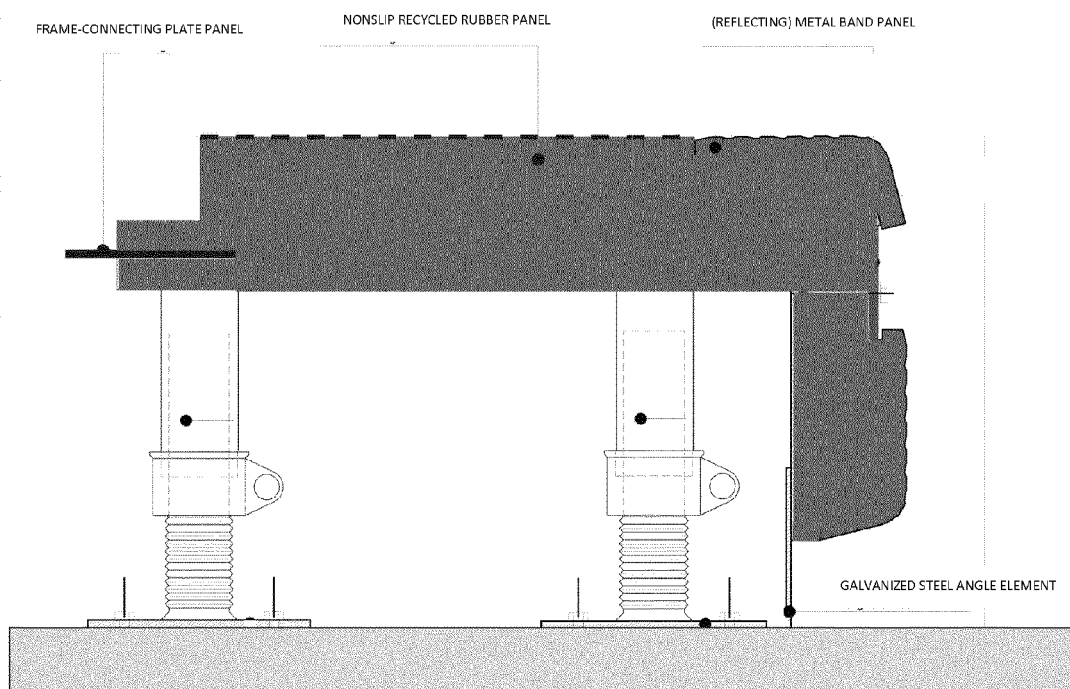 FRAME-CONNECTING PLATE PANEL
NONSLIP RECYCLED RUBBER PANEL
(REFLECTING) METAL BAND PANEL
GALVANIZED STEEL ANGLE ELEMENT